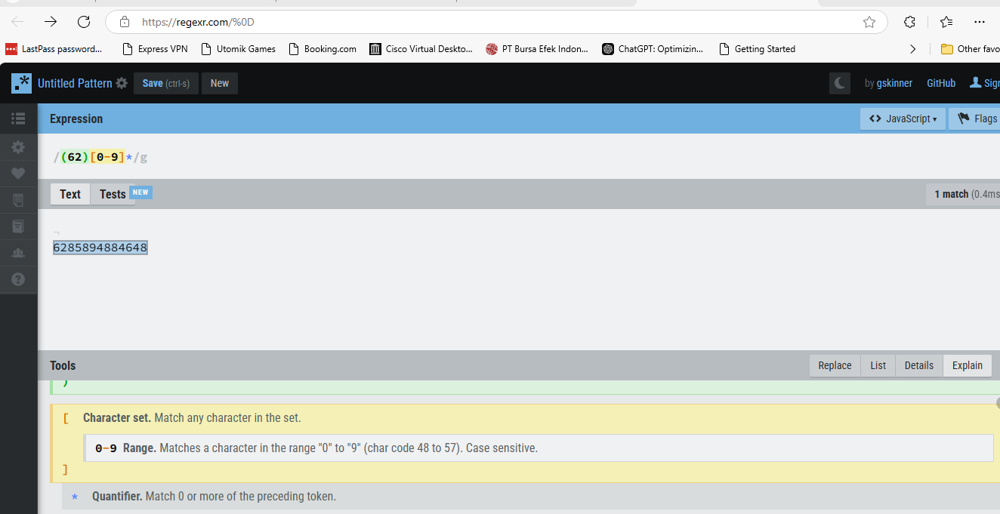 https://regexr.com/%0D
LastPass password... Express VPN Utomik Games Booking.com Cisco Virtual Deskto... PT Bursa Efek Indon... ChatGPT: Optimizin... Getting Started Other favo
Untitled Pattern Save (ctrl-s) New by gskinner GitHub Sign
Expression JavaScript Flags
/(62)[0-9]*/g
Text Tests NEW 1 match (0.4ms
6285894884648
Tools Replace List Details Explain
)
[ Character set. Match any character in the set.
0-9 Range. Matches a character in the range "0" to "9" (char code 48 to 57). Case sensitive.
]
* Quantifier. Match 0 or more of the preceding token.